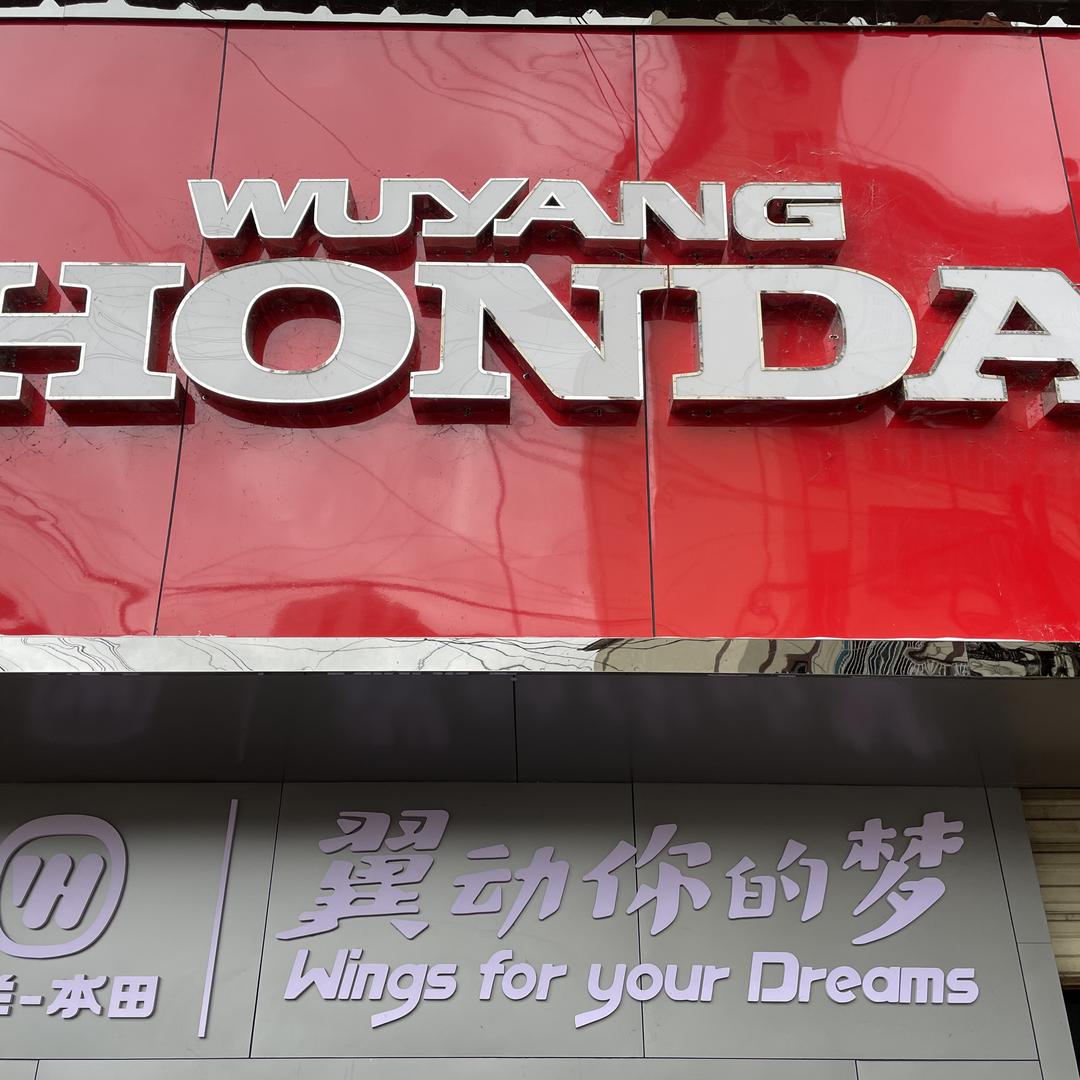 WUYANG
HONDA
翼动你的梦
Wings for your Dreams
-本田